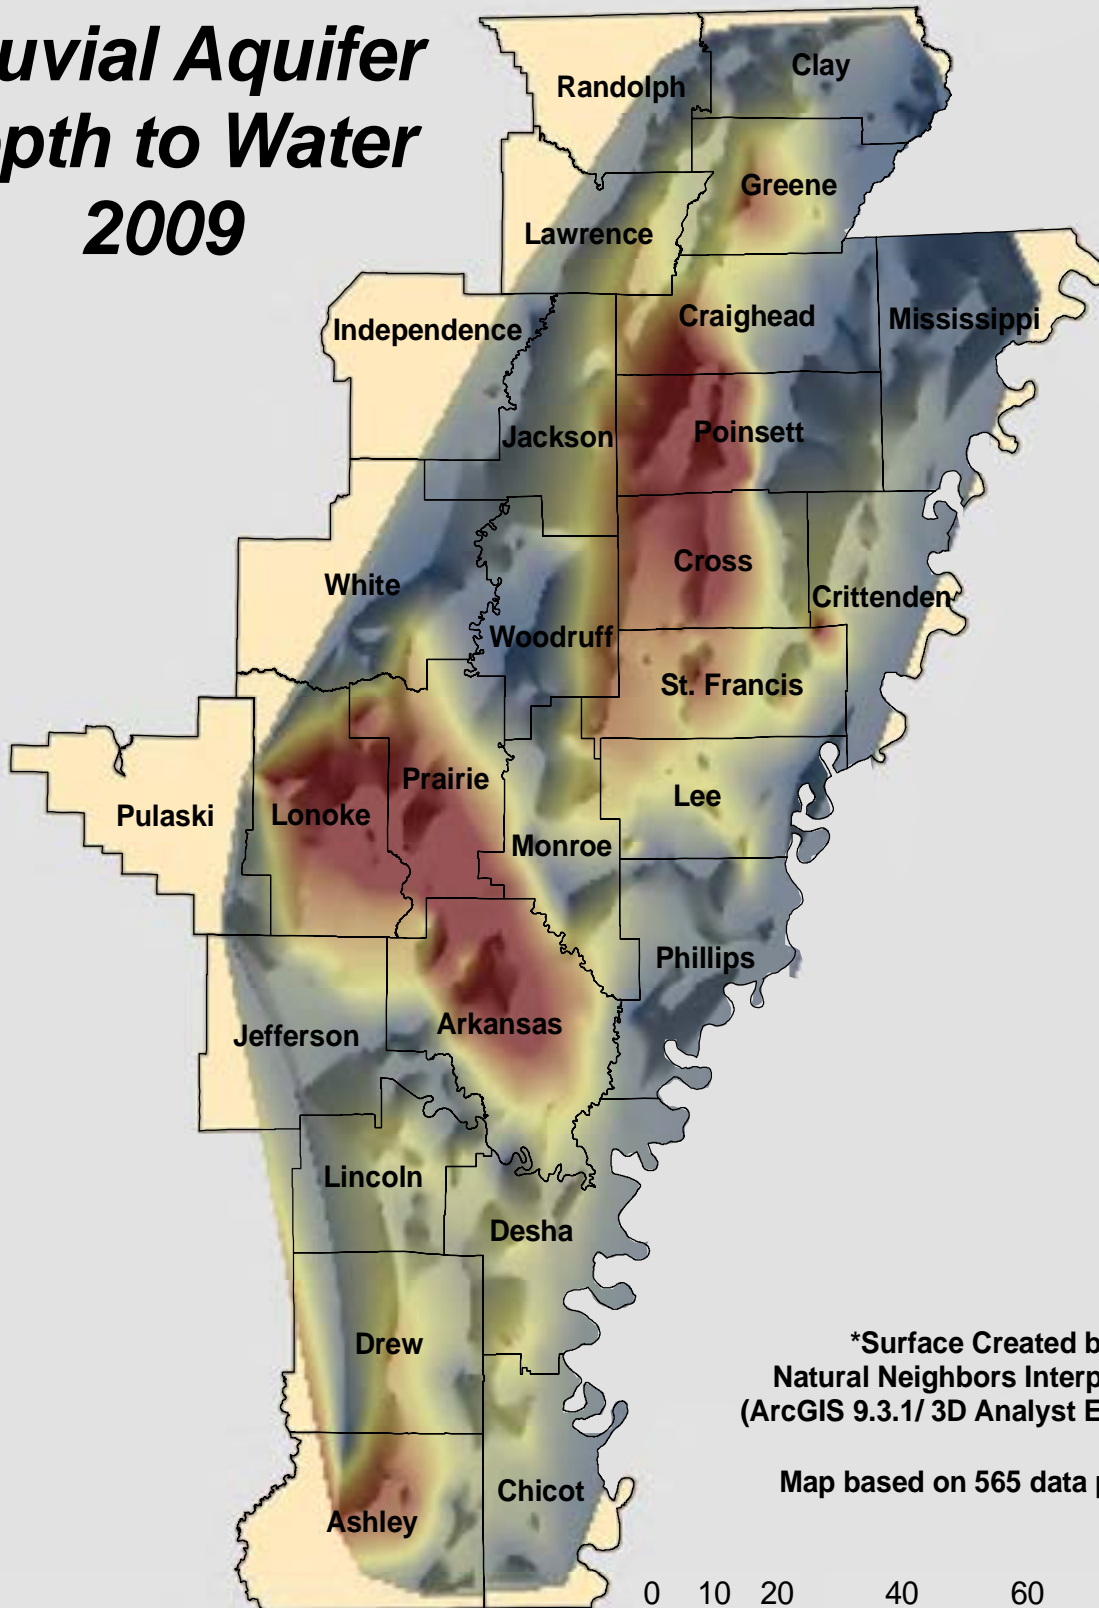 uvial Aquifer
pth to Water
2009
Randolph
Clay
Greene
Lawrence
Craighead
Mississippi
Independence
Jackson
Poinsett
Cross
White
Crittenden
Woodruff
St. Francis
Prairie
Lee
Pulaski
Lonoke
Monroe
Phillips
Arkansas
Jefferson
Lincoln
Desha
Drew
*Surface Created b
Natural Neighbors Interp
(ArcGIS 9.3.1/ 3D Analyst E
Map based on 565 data p
Chicot
Ashley
0 10 20 40 60